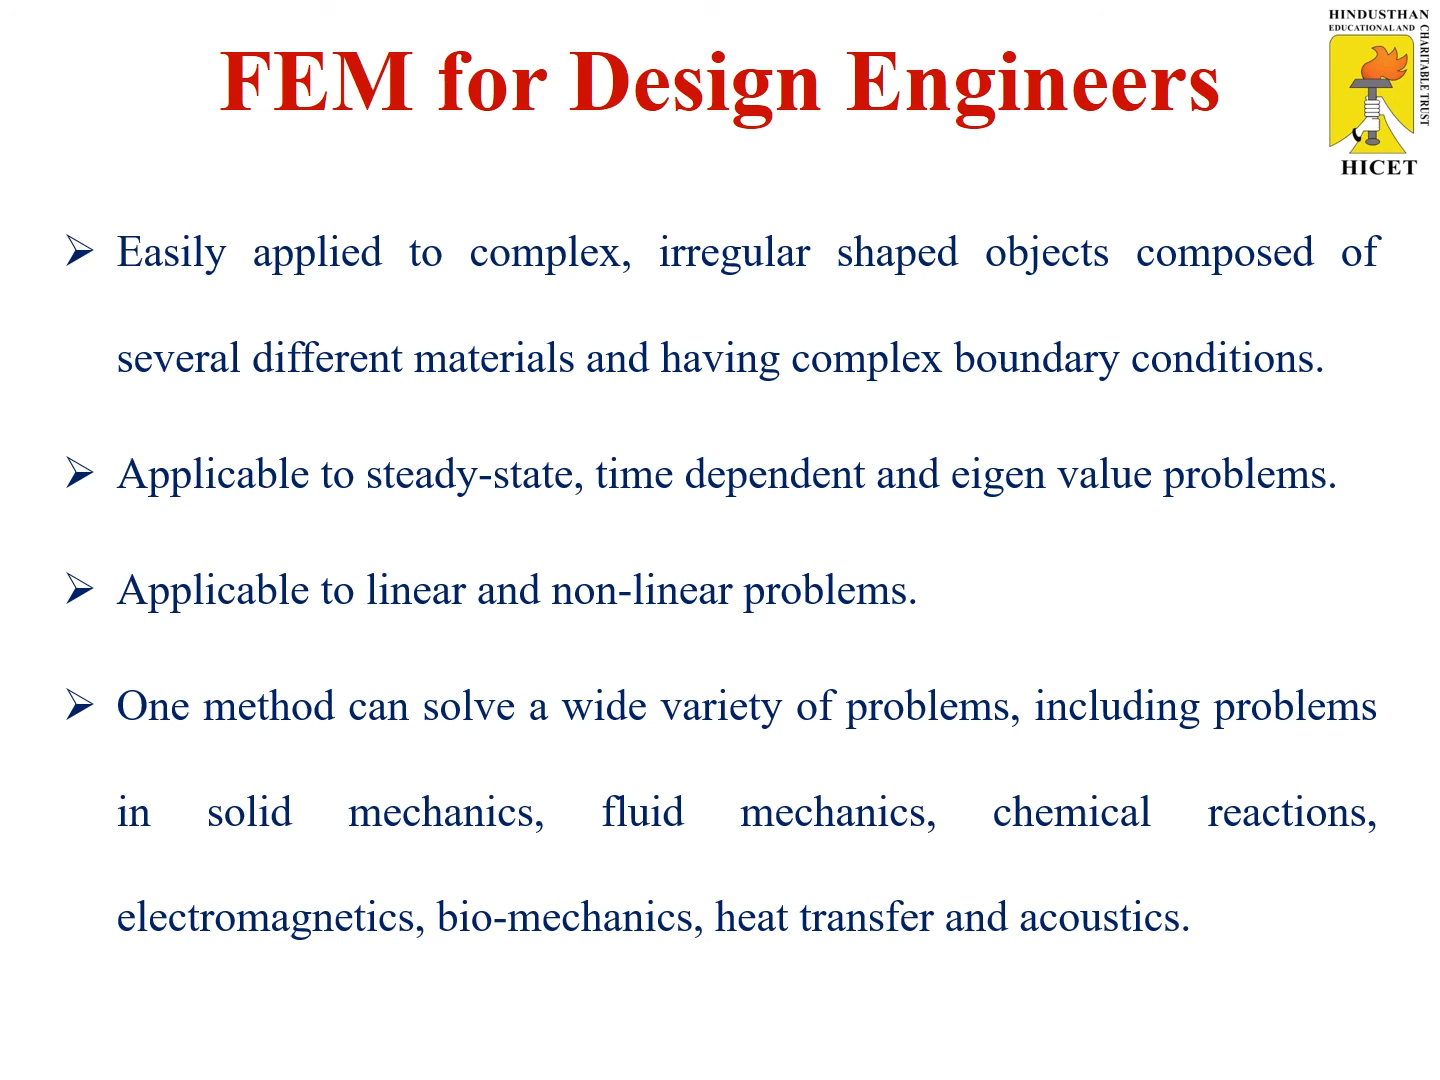 HINDUSTHAN
EDUCATIONAL AND
CHARITABLE TRUST
HICET
FEM for Design Engineers
➢ Easily applied to complex, irregular shaped objects composed of
several different materials and having complex boundary conditions.
➢ Applicable to steady-state, time dependent and eigen value problems.
➢ Applicable to linear and non-linear problems.
➢ One method can solve a wide variety of problems, including problems
in solid mechanics, fluid mechanics, chemical reactions,
electromagnetics, bio-mechanics, heat transfer and acoustics.